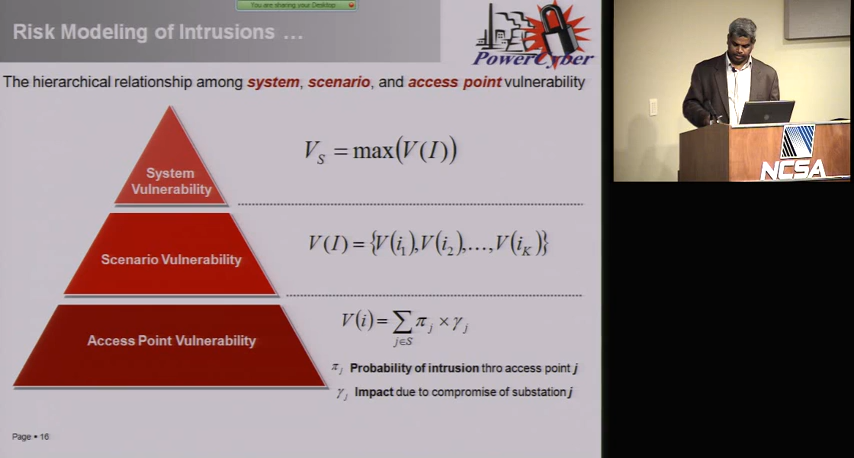 You are sharing your Desktop
Risk Modeling of Intrusions ...
PowerCyber
The hierarchical relationship among system, scenario, and access point vulnerability
System
Vulnerability
V_S = max(V(I))
Scenario Vulnerability
V(I) = {V(i_1),V(i_2),...,V(i_K)}
Access Point Vulnerability
V(i) = ∑_{j∈S} π_j × γ_j
π_j Probability of intrusion thro access point j
γ_j Impact due to compromise of substation j
Page ▪ 16
NCSA